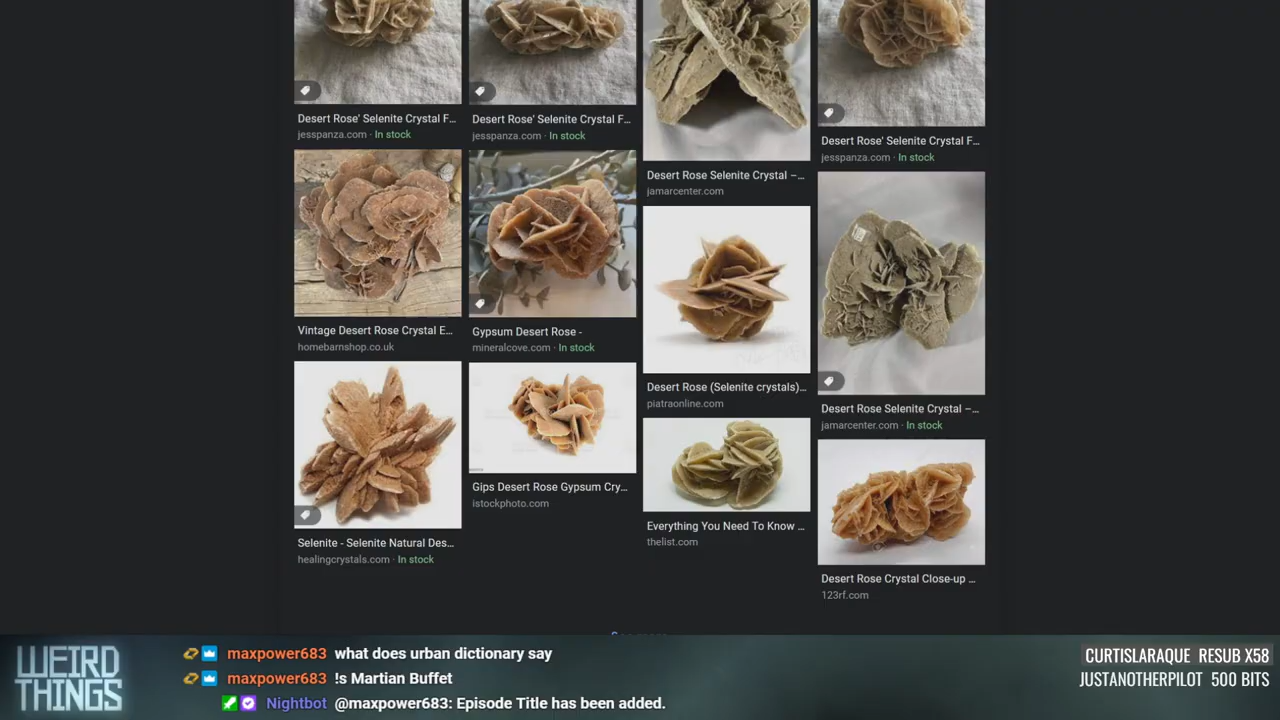 Desert Rose' Selenite Crystal F...
jesspanza.com · In stock
Desert Rose' Selenite Crystal F...
jesspanza.com · In stock
Desert Rose Selenite Crystal –...
jamarcenter.com
Desert Rose' Selenite Crystal F...
jesspanza.com · In stock
Vintage Desert Rose Crystal E...
homebarnshop.co.uk
Gypsum Desert Rose -
mineralcove.com · In stock
Desert Rose (Selenite crystals)...
piatraonline.com
Desert Rose Selenite Crystal –...
jamarcenter.com · In stock
Selenite - Selenite Natural Des...
healingcrystals.com · In stock
Gips Desert Rose Gypsum Cry...
istockphoto.com
Everything You Need To Know ...
thelist.com
Desert Rose Crystal Close-up ...
123rf.com
WEIRD
THINGS
maxpower683 what does urban dictionary say
maxpower683 !s Martian Buffet
Nightbot @maxpower683: Episode Title has been added.
CURTISLARAQUE RESUB X58
JUSTANOTHERPILOT 500 BITS